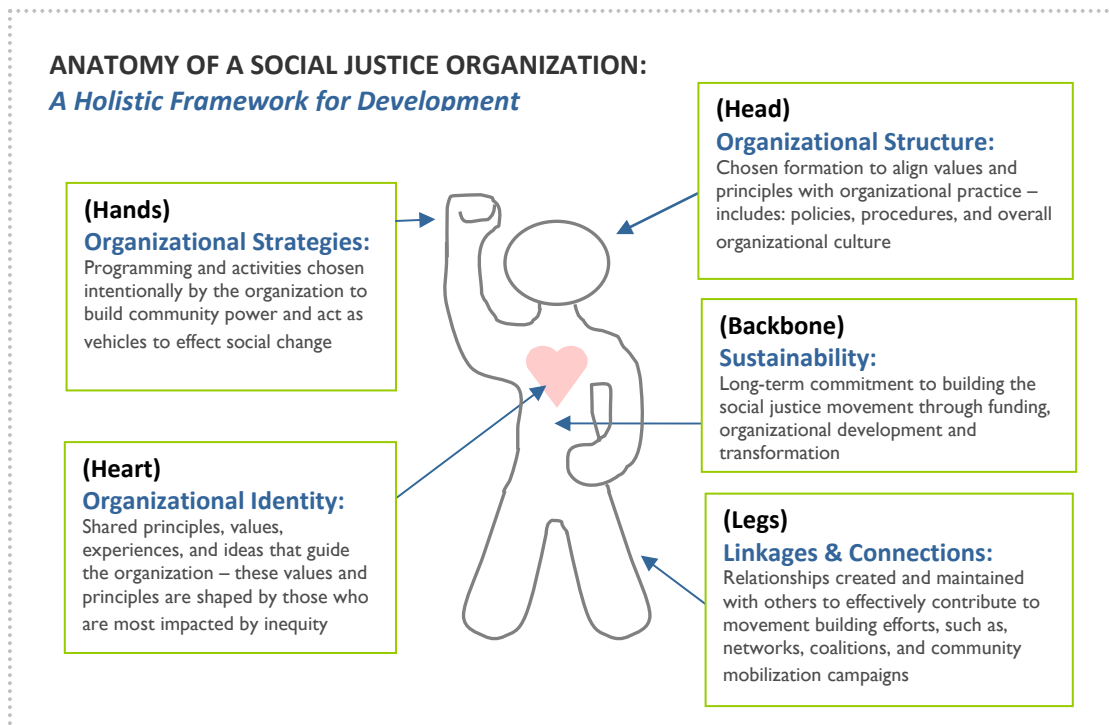 ANATOMY OF A SOCIAL JUSTICE ORGANIZATION:
A Holistic Framework for Development
(Hands)
Organizational Strategies:
Programming and activities chosen
intentionally by the organization to
build community power and act as
vehicles to effect social change
(Heart)
Organizational Identity:
Shared principles, values,
experiences, and ideas that guide
the organization – these values and
principles are shaped by those who
are most impacted by inequity
(Head)
Organizational Structure:
Chosen formation to align values and
principles with organizational practice –
includes: policies, procedures, and overall
organizational culture
(Backbone)
Sustainability:
Long-term commitment to building the
social justice movement through funding,
organizational development and
transformation
(Legs)
Linkages & Connections:
Relationships created and maintained
with others to effectively contribute to
movement building efforts, such as,
networks, coalitions, and community
mobilization campaigns